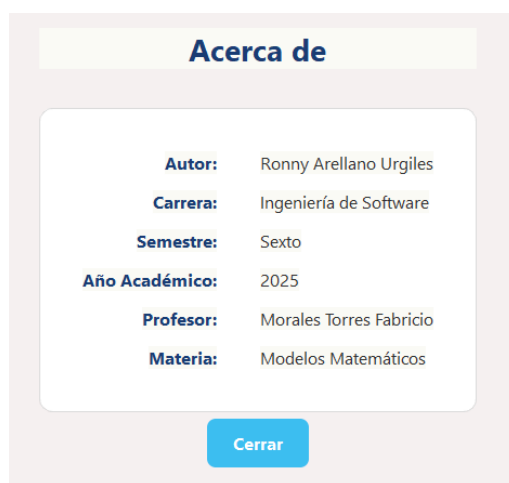 Acerca de
Autor: Ronny Arellano Urgiles
Carrera: Ingeniería de Software
Semestre: Sexto
Año Académico: 2025
Profesor: Morales Torres Fabricio
Materia: Modelos Matemáticos
Cerrar